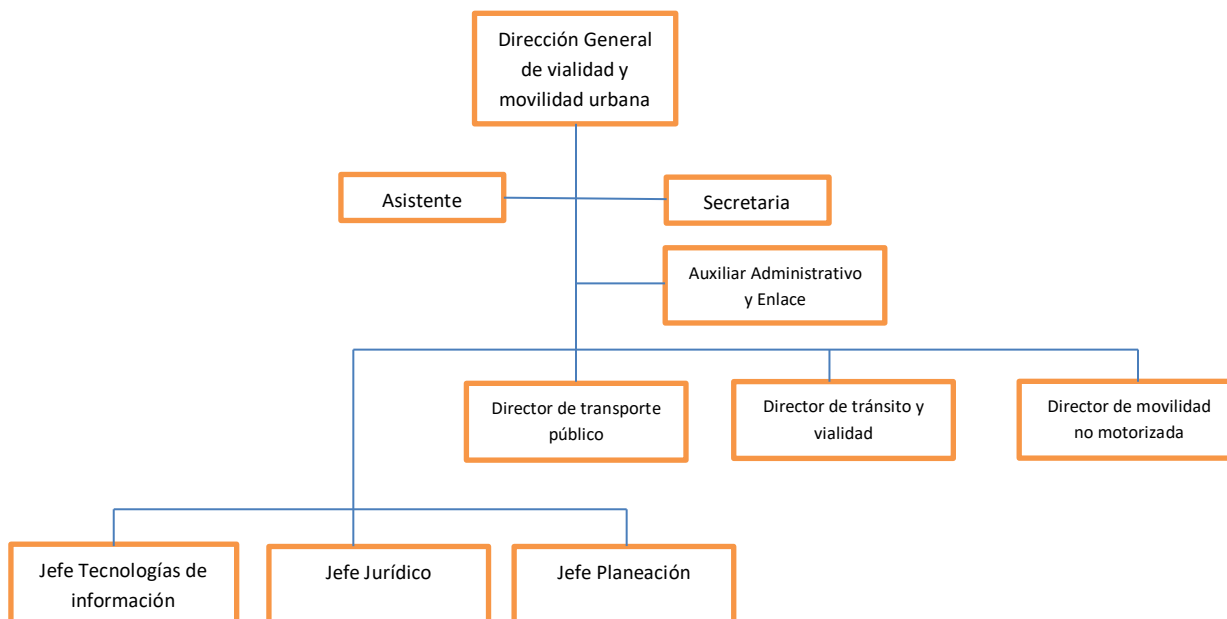 Dirección General
de vialidad y
movilidad urbana
Asistente
Secretaria
Auxiliar Administrativo
y Enlace
Director de transporte
público
Director de tránsito y
vialidad
Director de movilidad
no motorizada
Jefe Tecnologías de
información
Jefe Jurídico
Jefe Planeación